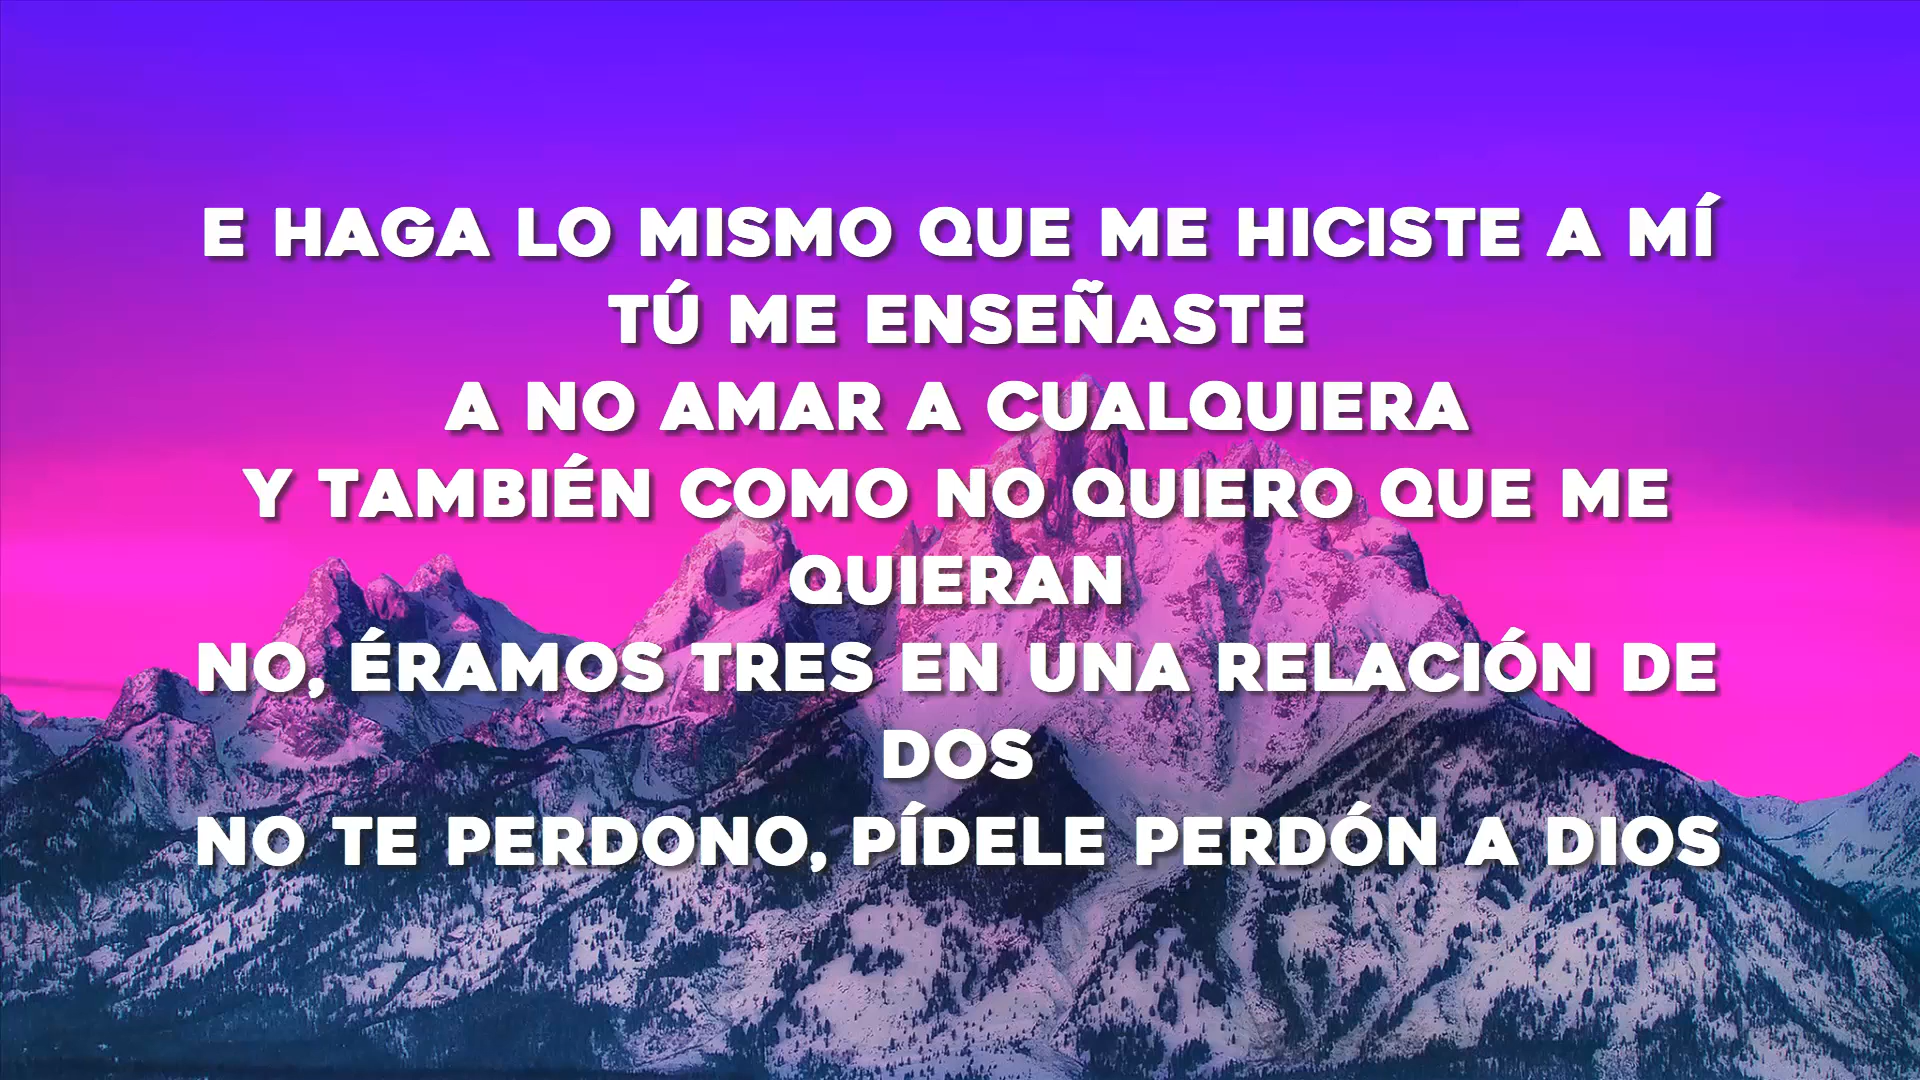 E HAGA LO MISMO QUE ME HICISTE A MÍ
TÚ ME ENSEÑASTE
A NO AMAR A CUALQUIERA
Y TAMBIÉN COMO NO QUIERO QUE ME
QUIERAN
NO, ÉRAMOS TRES EN UNA RELACIÓN DE
DOS
NO TE PERDONO, PÍDELE PERDÓN A DIOS